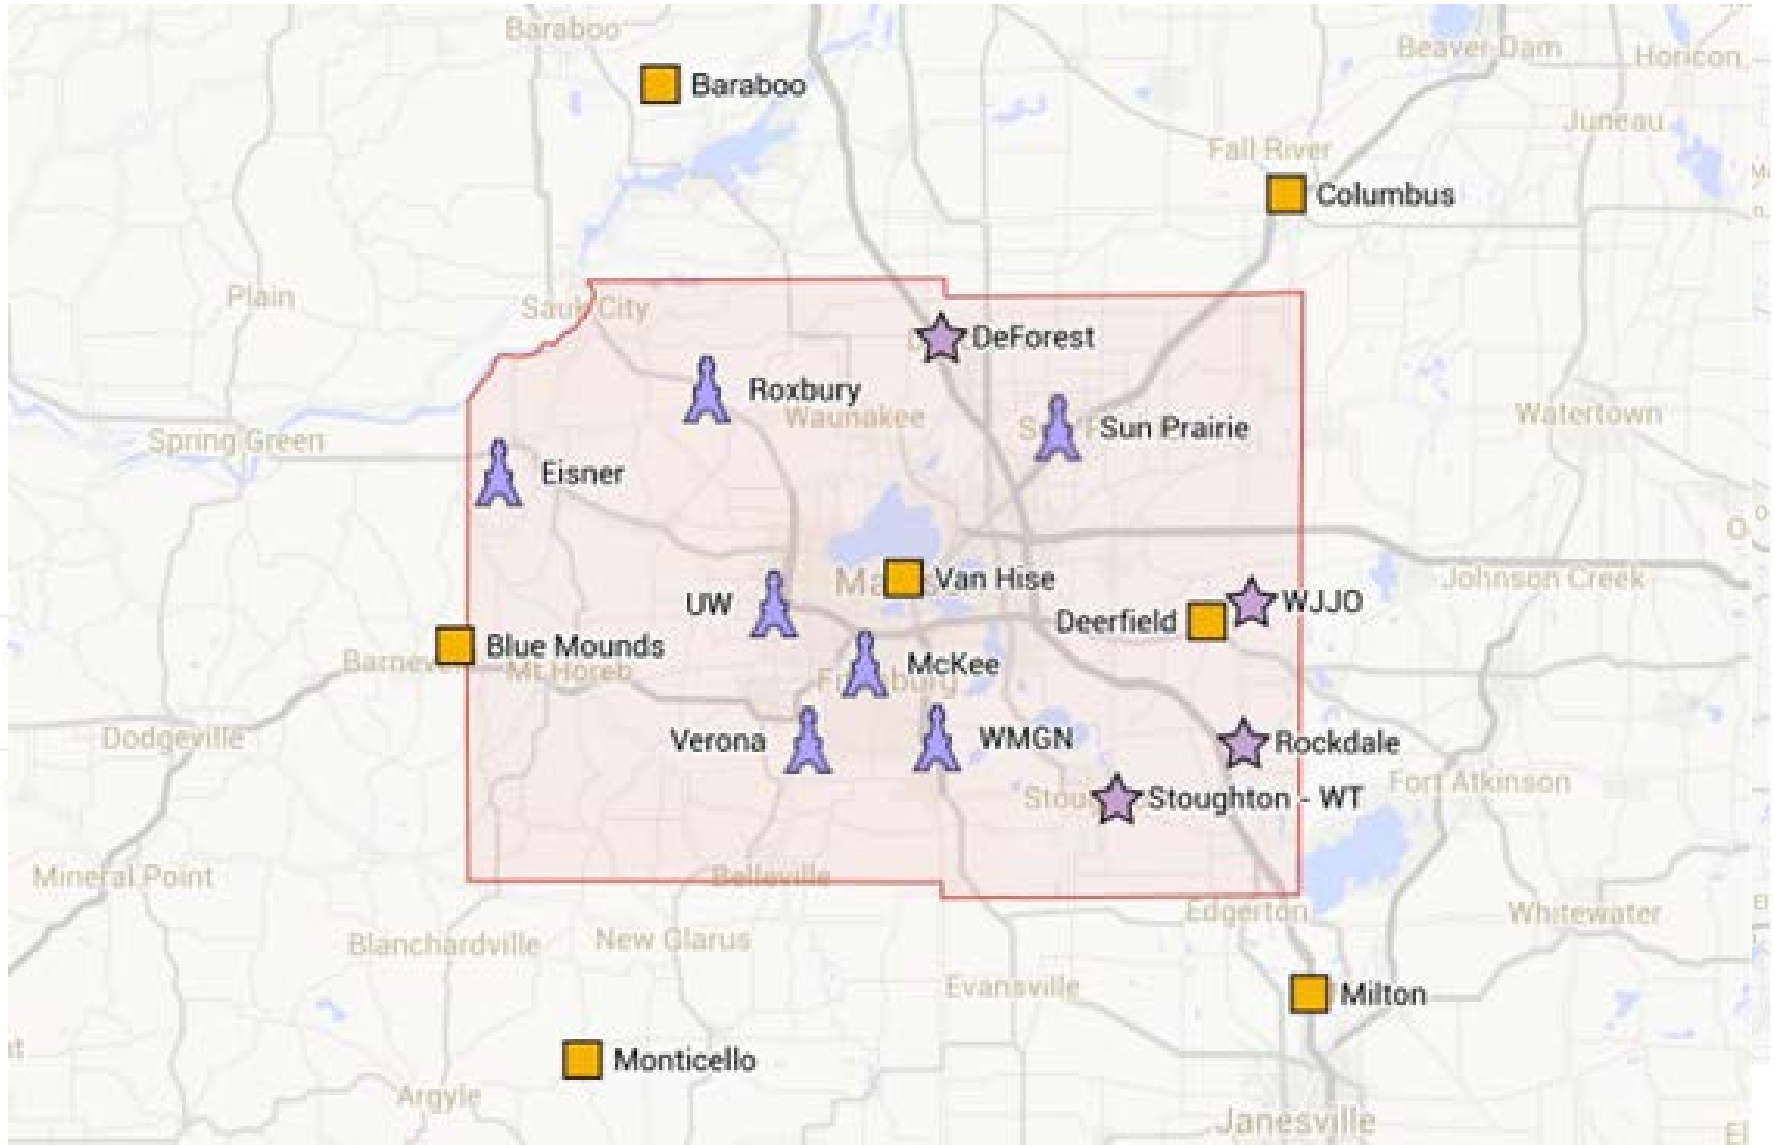 Baraboo
Beaver Dam
Horicon
Baraboo
Juneau
Fall River
Columbus
Plain
Sauk City
DeForest
Roxbury
Waunakee
Watertown
Sun Prairie
Spring Green
Eisner
Van Hise
Johnson Creek
UW
WJJO
Deerfield
Blue Mounds
McKee
Mt Horeb
Dodgeville
Verona
WMGN
Rockdale
Fort Atkinson
Stoughton - WT
Mineral Point
Belleville
Edgerton
Whitewater
Blanchardville
New Glarus
Evansville
Milton
Monticello
Argyle
Janesville